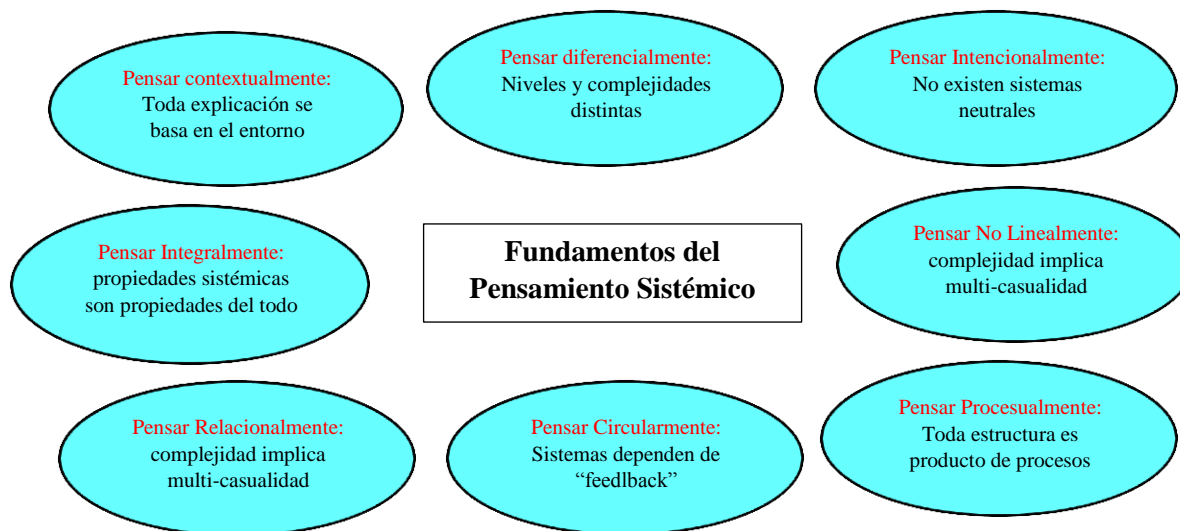 Pensar contextualmente:
Toda explicación se
basa en el entorno
Pensar diferencialmente:
Niveles y complejidades
distintas
Pensar Intencionalmente:
No existen sistemas
neutrales
Pensar Integralmente:
propiedades sistémicas
son propiedades del todo
Fundamentos del
Pensamiento Sistémico
Pensar No Linealmente:
complejidad implica
multi-casualidad
Pensar Relacionalmente:
complejidad implica
multi-casualidad
Pensar Circularmente:
Sistemas dependen de
“feedlback”
Pensar Procesualmente:
Toda estructura es
producto de procesos